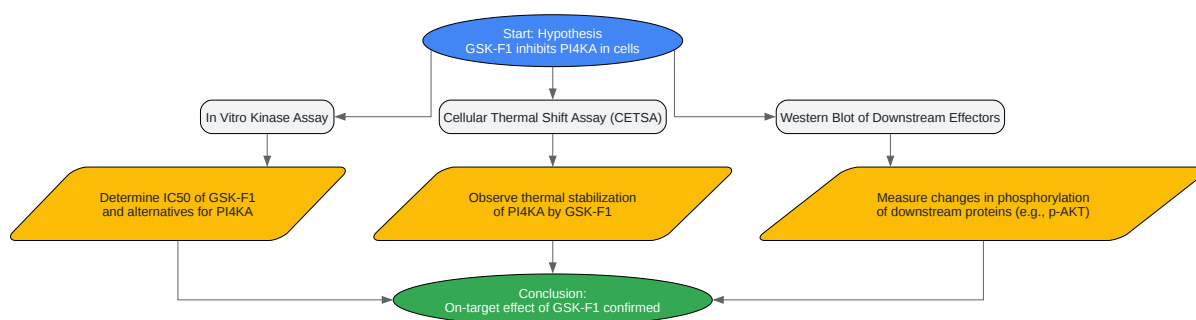 Start: Hypothesis
GSK-F1 inhibits PI4KA in cells
In Vitro Kinase Assay
Cellular Thermal Shift Assay (CETSA)
Western Blot of Downstream Effectors
Determine IC50 of GSK-F1
and alternatives for PI4KA
Observe thermal stabilization
of PI4KA by GSK-F1
Measure changes in phosphorylation
of downstream proteins (e.g., p-AKT)
Conclusion:
On-target effect of GSK-F1 confirmed